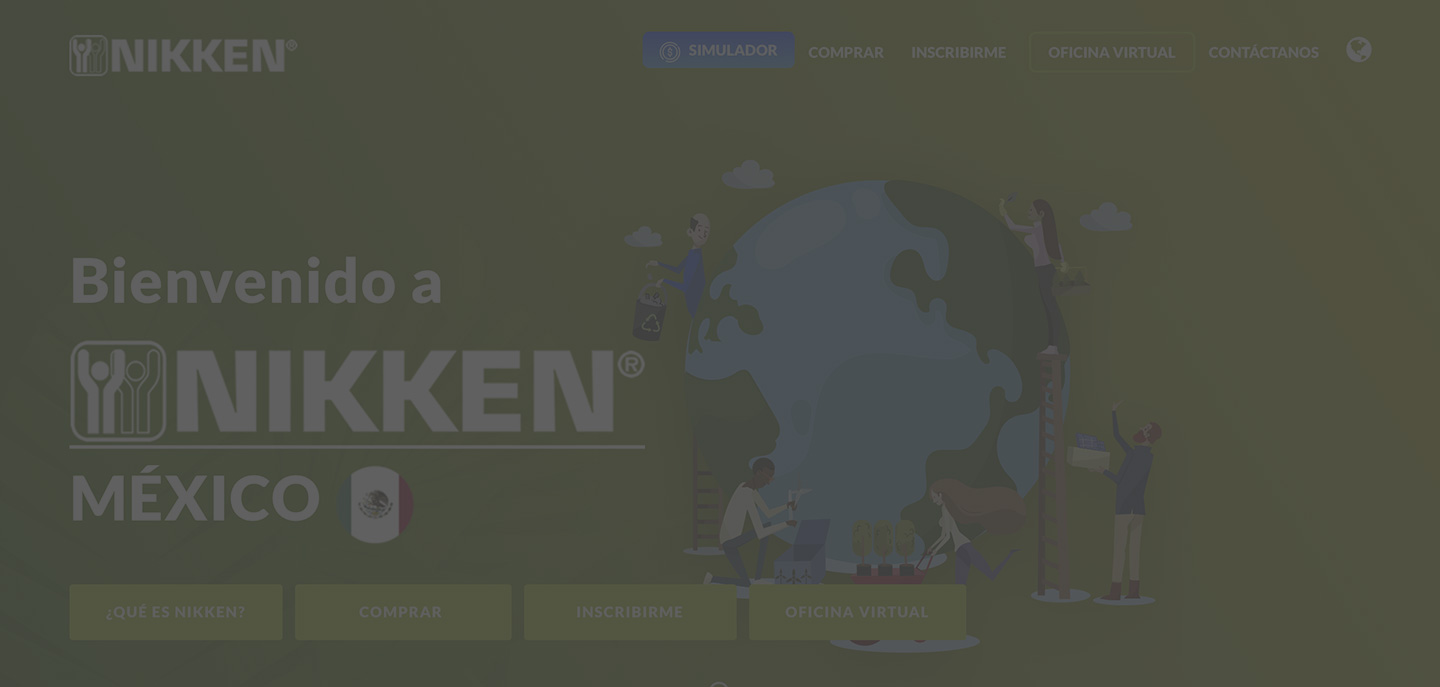 NIKKEN®
SIMULADOR
COMPRAR
INSCRIBIRME
OFICINA VIRTUAL
CONTÁCTANOS
Bienvenido a
NIKKEN®
MÉXICO
¿QUÉ ES NIKKEN?
COMPRAR
INSCRIBIRME
OFICINA VIRTUAL